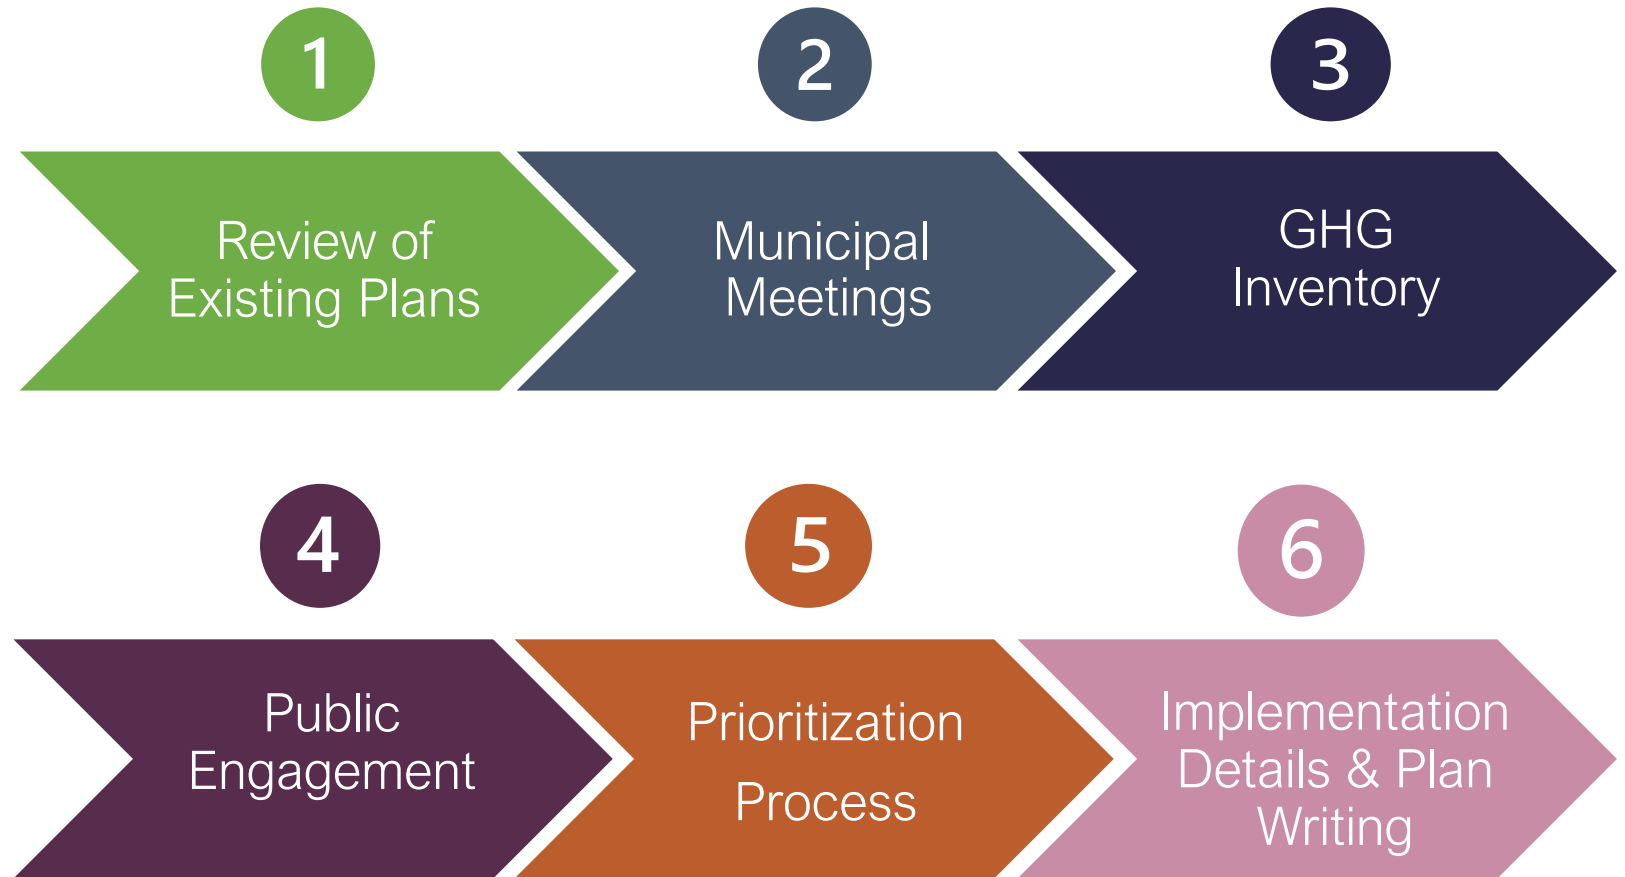 1
2
3
Review of
Existing Plans
Municipal
Meetings
GHG
Inventory
4
5
6
Public
Engagement
Prioritization
Process
Implementation
Details & Plan
Writing